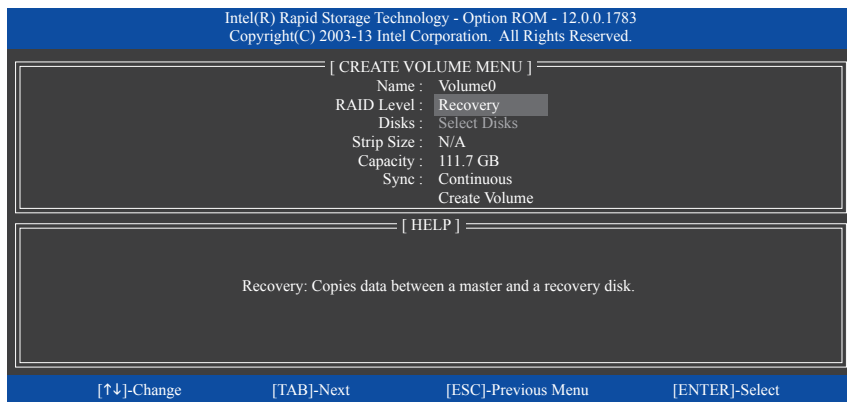 Intel(R) Rapid Storage Technology - Option ROM - 12.0.0.1783
Copyright(C) 2003-13 Intel Corporation.  All Rights Reserved.
[ CREATE VOLUME MENU ]
Name : Volume0
RAID Level : Recovery
Disks : Select Disks
Strip Size : N/A
Capacity : 111.7 GB
Sync : Continuous
Create Volume
[ HELP ]
Recovery: Copies data between a master and a recovery disk.
[↑↓]-Change [TAB]-Next [ESC]-Previous Menu [ENTER]-Select